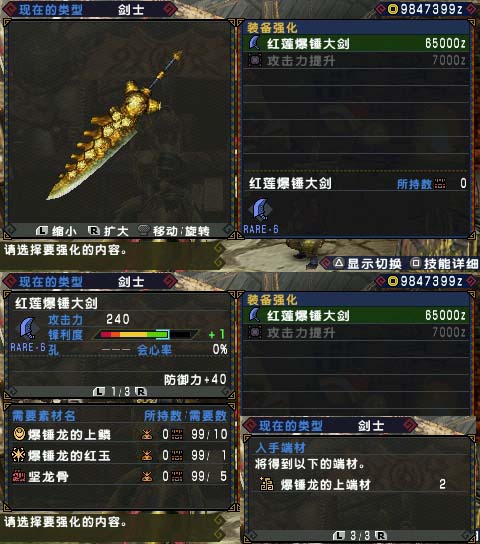 现在的类型 剑士
9847399z
装备强化
红莲爆锤大剑 65000z
攻击力提升 7000z
红莲爆锤大剑 所持数 0
RARE-6
L 缩小 R 扩大 移动/旋转
请选择要强化的内容。
△ 显示切换 □ 技能详细
现在的类型 剑士
9847399z
红莲爆锤大剑
攻击力 240
锋利度 +1
RARE-6
孔 --- 会心率 0%
防御力+40
L 1/3 R
装备强化
红莲爆锤大剑 65000z
攻击力提升 7000z
需要素材名 所持数/需要数
爆锤龙的上鳞 0 99/10
爆锤龙的红玉 0 99/ 1
坚龙骨 0 99/ 5
请选择要强化的内容。
现在的类型 剑士
入手端材
将得到以下的端材。
爆锤龙的上端材 2
L 3/3 R